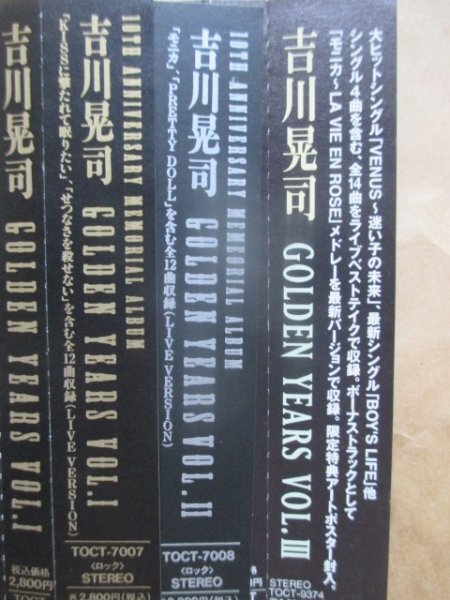 大ヒットシングル「VENUS〜迷い子の未来」、最新シングル「BOY'S LIFE」他
シングル4曲を含む、全14曲をライブベストテイクで収録。ボーナストラックとして
「モニカ〜LA VIE EN ROSE」メドレーを最新バージョンで収録。限定特典アートポスター封入。
吉川晃司 GOLDEN YEARS VOL.III
STEREO
TOCT-9374
10TH ANNIVERSARY MEMORIAL ALBUM
吉川晃司 GOLDEN YEARS VOL.II
「モニカ」、「PRETTY DOLL」を含む全12曲収録(LIVE VERSION)
TOCT-7008
〈ロック〉
STEREO
10TH ANNIVERSARY MEMORIAL ALBUM
吉川晃司 GOLDEN YEARS VOL.I
「KISSに撃たれて眠りたい」、「せつなさを殺せない」を含む全12曲収録(LIVE VERSION)
TOCT-7007
〈ロック〉
STEREO
2,800円(税込)
吉川晃司 GOLDEN YEARS VOL.I
税込価格
2,800円